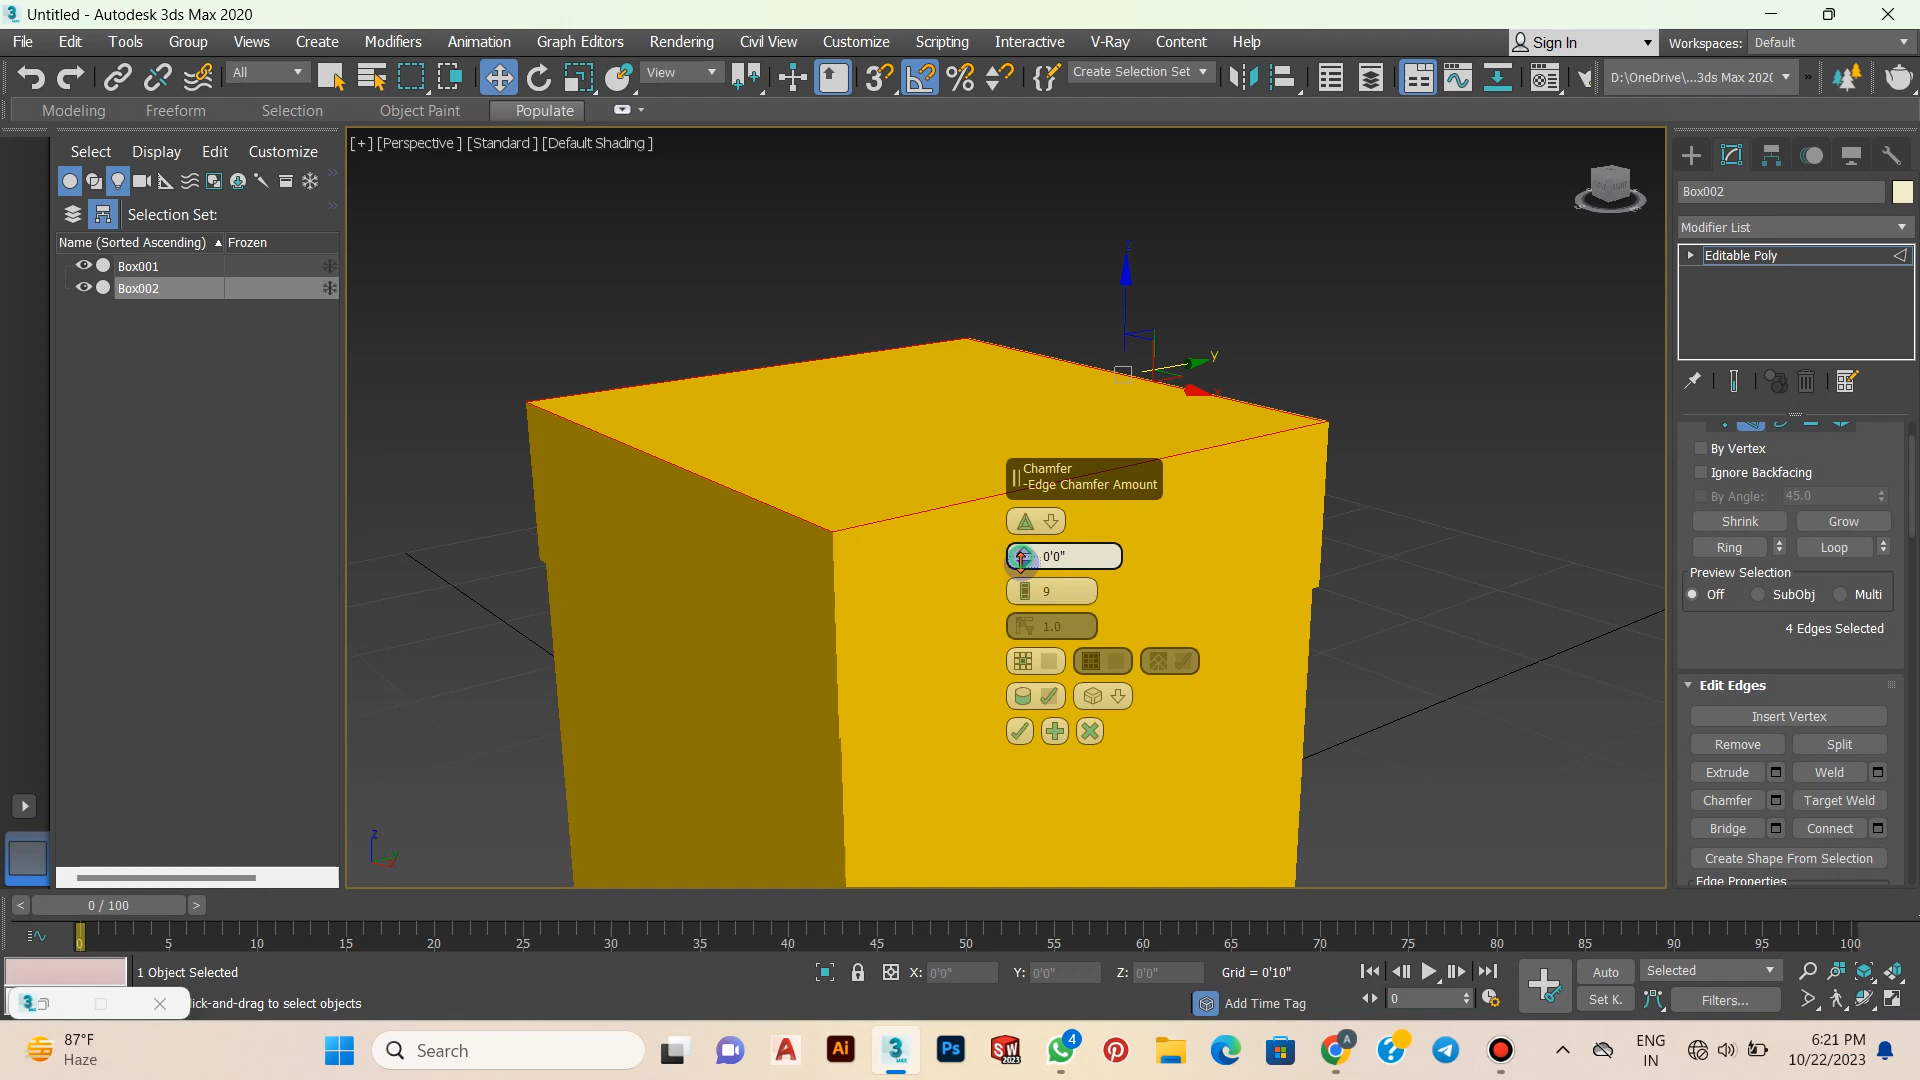 Untitled - Autodesk 3ds Max 2020
File Edit Tools Group Views Create Modifiers Animation Graph Editors Rendering Civil View Customize Scripting Interactive V-Ray Content Help
Sign In
Workspaces: Default
All
View
Create Selection Set
D:\OneDrive\...3ds Max 202(
Modeling Freeform Selection Object Paint Populate
Select Display Edit Customize
Selection Set:
Name (Sorted Ascending) Frozen
Box001
Box002
[+] [Perspective ] [Standard ] [Default Shading ]
z
y
x
Chamfer
-Edge Chamfer Amount
0'0"
9
1.0
z
y
Box002
Modifier List
Editable Poly
By Vertex
Ignore Backfacing
By Angle: 45.0
Shrink Grow
Ring Loop
Preview Selection
Off SubObj Multi
4 Edges Selected
Edit Edges
Insert Vertex
Remove Split
Extrude Weld
Chamfer Target Weld
Bridge Connect
Create Shape From Selection
Edge Properties
< 0 / 100 >
0 5 10 15 20 25 30 35 40 45 50 55 60 65 70 75 80 85 90 95 100
1 Object Selected
X: 0'0" Y: 0'0" Z: 0'0" Grid = 0'10"
Auto Selected
lick-and-drag to select objects
Add Time Tag
0
Set K. Filters...
87°F
Haze
Search
4
A
ENG
IN
6:21 PM
10/22/2023